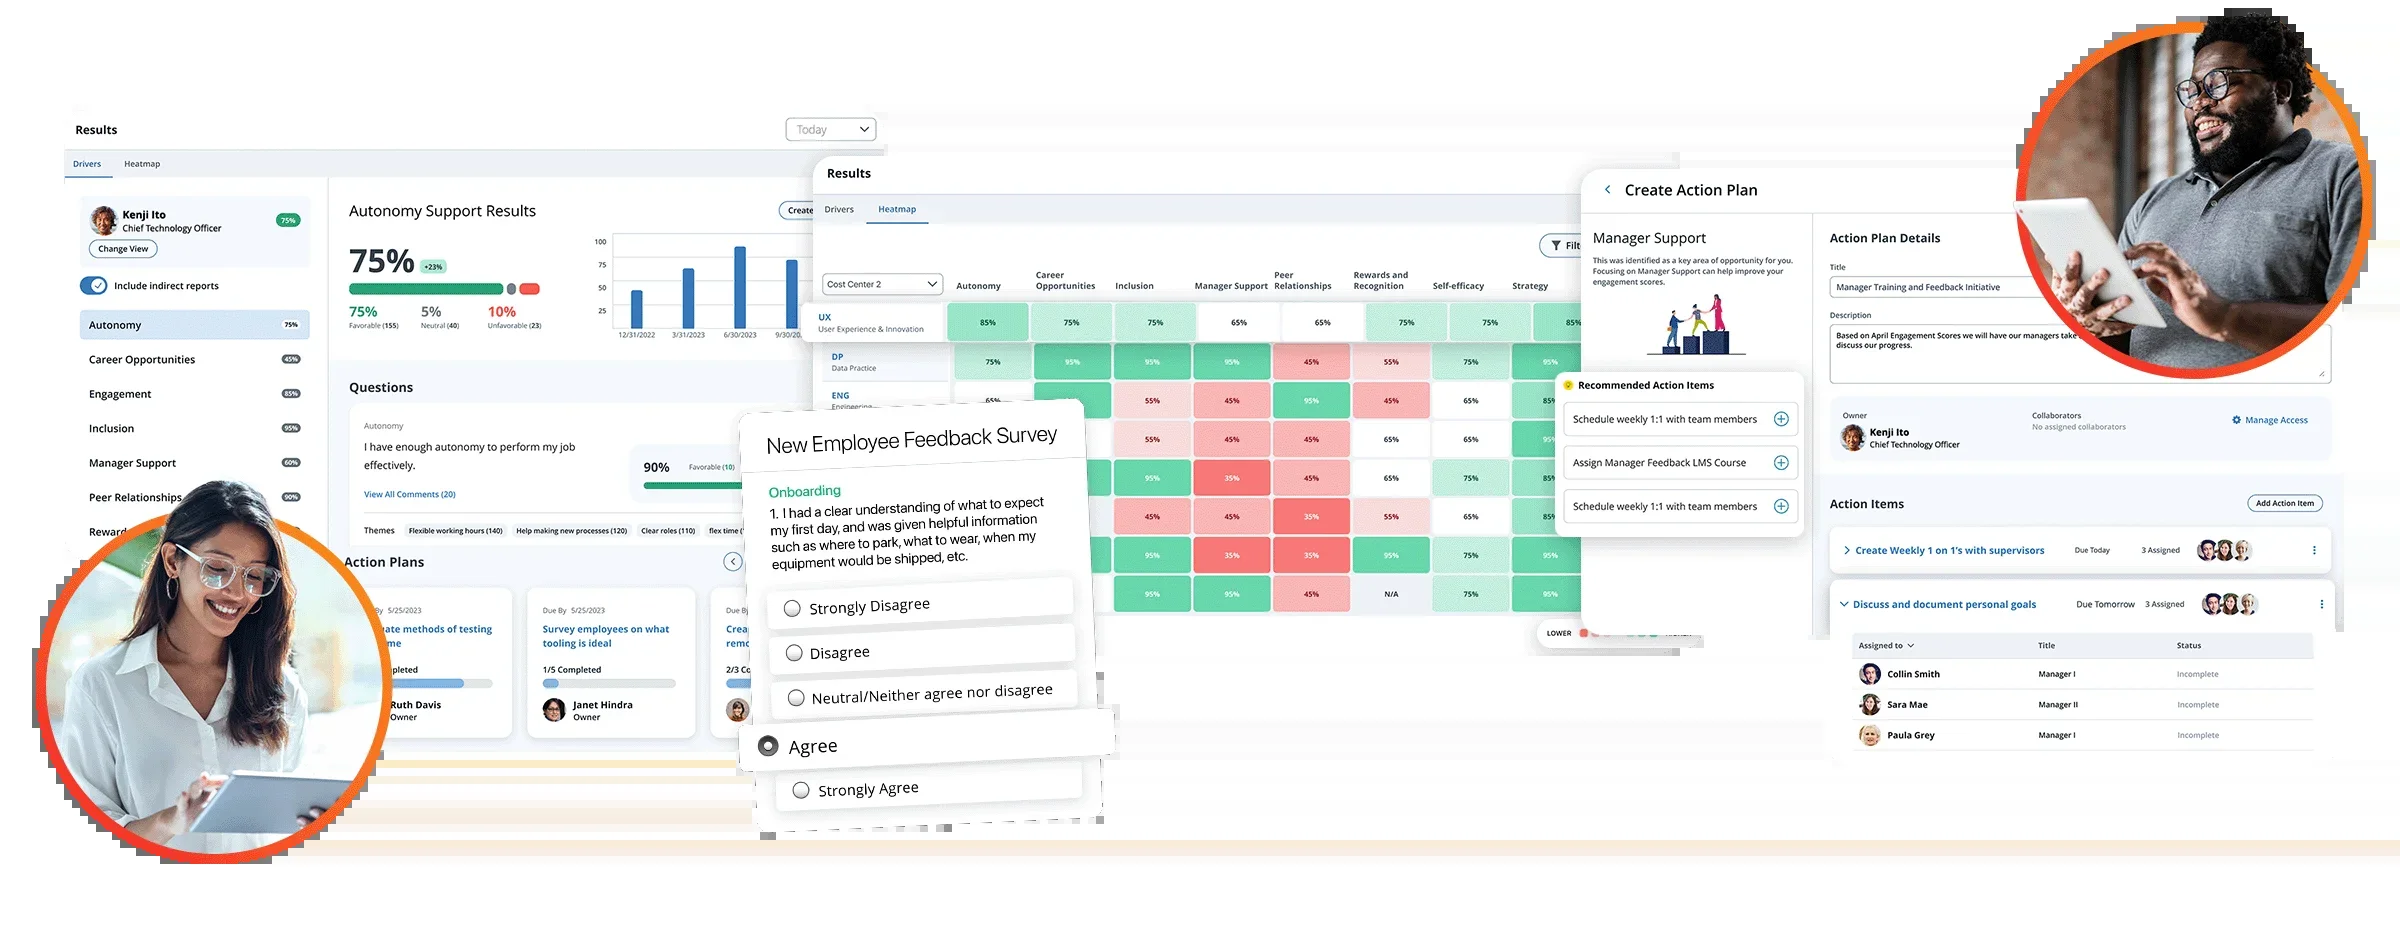 Results
Today
Drivers
Heatmap
Kenji Ito
Chief Technology Officer
75%
Change View
Include indirect reports
Autonomy
75%
Career Opportunities
45%
Engagement
85%
Inclusion
95%
Manager Support
60%
Peer Relationships
90%
Rewar
Autonomy Support Results
Create
75%
+23%
75%
5%
10%
Favorable (155)
Neutral (40)
Unfavorable (23)
100
75
50
25
12/31/2022
3/31/2023
6/30/2023
9/30/20
Questions
Autonomy
I have enough autonomy to perform my job
effectively.
90%
Favorable (10)
View All Comments (20)
Themes
Flexible working hours (140)
Help making new processes (120)
Clear roles (110)
flex time (
Action Plans
By 5/25/2023
ate methods of testing
me
pleted
Ruth Davis
Owner
Due By 5/25/2023
Survey employees on what
tooling is ideal
1/5 Completed
Janet Hindra
Owner
Due By
Crea
remo
2/3 Co
New Employee Feedback Survey
Onboarding
1. I had a clear understanding of what to expect
my first day, and was given helpful information
such as where to park, what to wear, when my
equipment would be shipped, etc.
Strongly Disagree
Disagree
Neutral/Neither agree nor disagree
Agree
Strongly Agree
Results
Drivers
Heatmap
Filt
Cost Center 2
Autonomy
Career
Opportunities
Inclusion
Manager Support
Peer
Relationships
Rewards and
Recognition
Self-efficacy
Strategy
UX
User Experience & Innovation
85% 75% 75% 65% 65% 75% 75% 85%
DP
Data Practice
75% 95% 95% 95% 45% 55% 75% 95%
ENG
Engineering
65% 55% 45% 95% 45% 65% 85%
55% 45% 45% 65% 65% 95%
95% 35% 45% 65% 75% 85%
45% 45% 35% 55% 65% 85%
95% 35% 35% 95% 75% 95%
95% 95% 45% N/A 75% 95%
LOWER
Create Action Plan
Manager Support
This was identified as a key area of opportunity for you.
Focusing on Manager Support can help improve your
engagement scores.
Recommended Action Items
Schedule weekly 1:1 with team members
Assign Manager Feedback LMS Course
Schedule weekly 1:1 with team members
Action Plan Details
Title
Manager Training and Feedback Initiative
Description
Based on April Engagement Scores we will have our managers take
discuss our progress.
Owner
Kenji Ito
Chief Technology Officer
Collaborators
No assigned collaborators
Manage Access
Action Items
Add Action Item
Create Weekly 1 on 1's with supervisors
Due Today
3 Assigned
Discuss and document personal goals
Due Tomorrow
3 Assigned
Assigned to
Title
Status
Collin Smith
Manager I
Incomplete
Sara Mae
Manager II
Incomplete
Paula Grey
Manager I
Incomplete